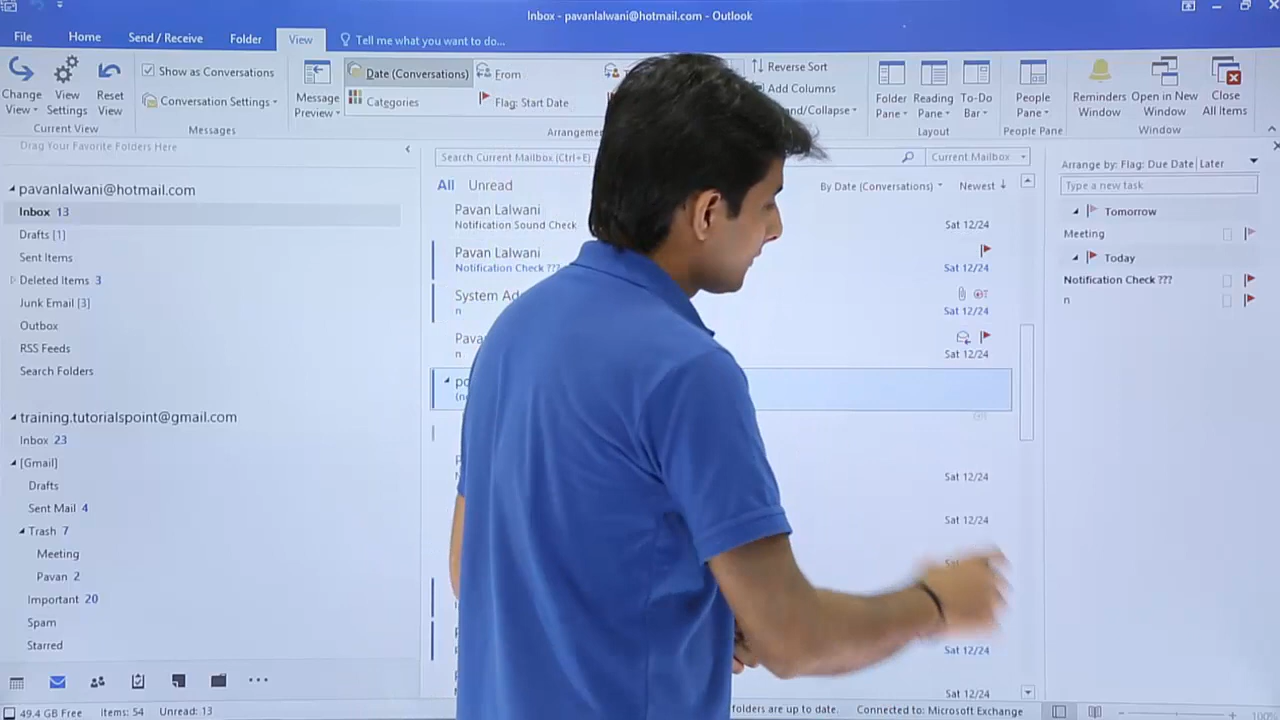 Inbox - pavanlalwani@hotmail.com - Outlook
File Home Send / Receive Folder View Tell me what you want to do...
Change View View Settings Reset View
Current View
Show as Conversations
Conversation Settings
Messages
Message Preview
Date (Conversations) From
Categories Flag: Start Date
Reverse Sort
Add Columns
Folder Pane Reading Pane To-Do Bar
Layout
People Pane
People Pane
Reminders Window Open in New Window Close All Items
Window
Drag Your Favorite Folders Here
pavanlalwani@hotmail.com
Inbox 13
Drafts [1]
Sent Items
Deleted Items 3
Junk Email [3]
Outbox
RSS Feeds
Search Folders
training.tutorialspoint@gmail.com
Inbox 23
[Gmail]
Drafts
Sent Mail 4
Trash 7
Meeting
Pavan 2
Important 20
Spam
Starred
49.4 GB Free Items: 54 Unread: 13
Search Current Mailbox (Ctrl+E) Current Mailbox
All Unread By Date (Conversations) Newest
Pavan Lalwani
Notification Sound Check Sat 12/24
Pavan Lalwani
Notification Check ??? Sat 12/24
System
n Sat 12/24
n Sat 12/24
Sat 12/24
Sat 12/24
Sat 12/24
Sat 12/24
folders are up to date. Connected to: Microsoft Exchange 100%
Arrange by: Flag: Due Date Later
Type a new task
Tomorrow
Meeting
Today
Notification Check ???
n